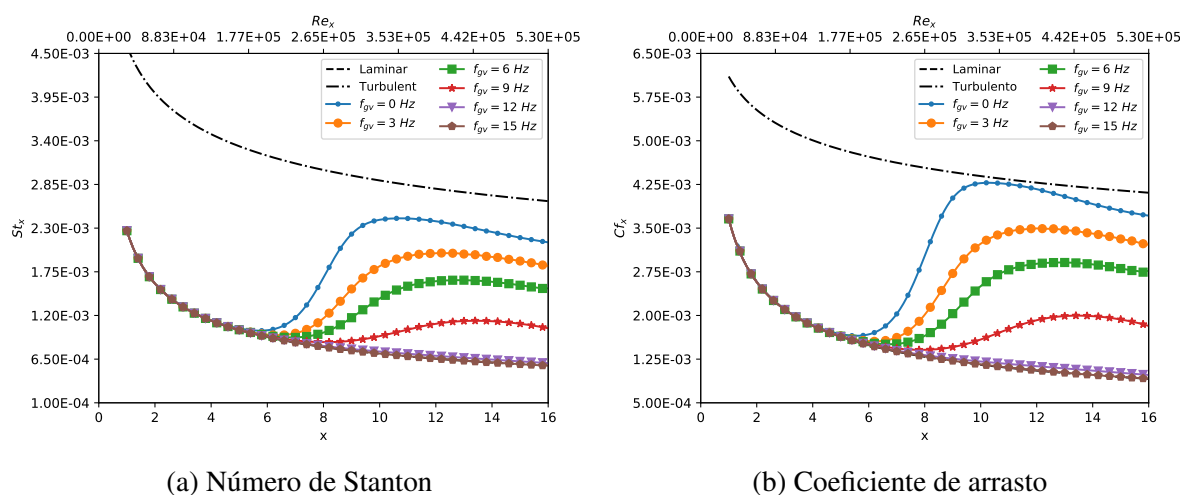 Re_x
0.00E+00 8.83E+04 1.77E+05 2.65E+05 3.53E+05 4.42E+05 5.30E+05
4.50E-03
3.95E-03
3.40E-03
2.85E-03
2.30E-03
1.75E-03
1.20E-03
6.50E-04
1.00E-04
St_x
Laminar
Turbulent
f_gv = 0 Hz
f_gv = 3 Hz
f_gv = 6 Hz
f_gv = 9 Hz
f_gv = 12 Hz
f_gv = 15 Hz
0 2 4 6 8 10 12 14 16
x
(a) Número de Stanton
Re_x
0.00E+00 8.83E+04 1.77E+05 2.65E+05 3.53E+05 4.42E+05 5.30E+05
6.50E-03
5.75E-03
5.00E-03
4.25E-03
3.50E-03
2.75E-03
2.00E-03
1.25E-03
5.00E-04
Cf_x
Laminar
Turbulento
f_gv = 0 Hz
f_gv = 3 Hz
f_gv = 6 Hz
f_gv = 9 Hz
f_gv = 12 Hz
f_gv = 15 Hz
0 2 4 6 8 10 12 14 16
x
(b) Coeficiente de arrasto